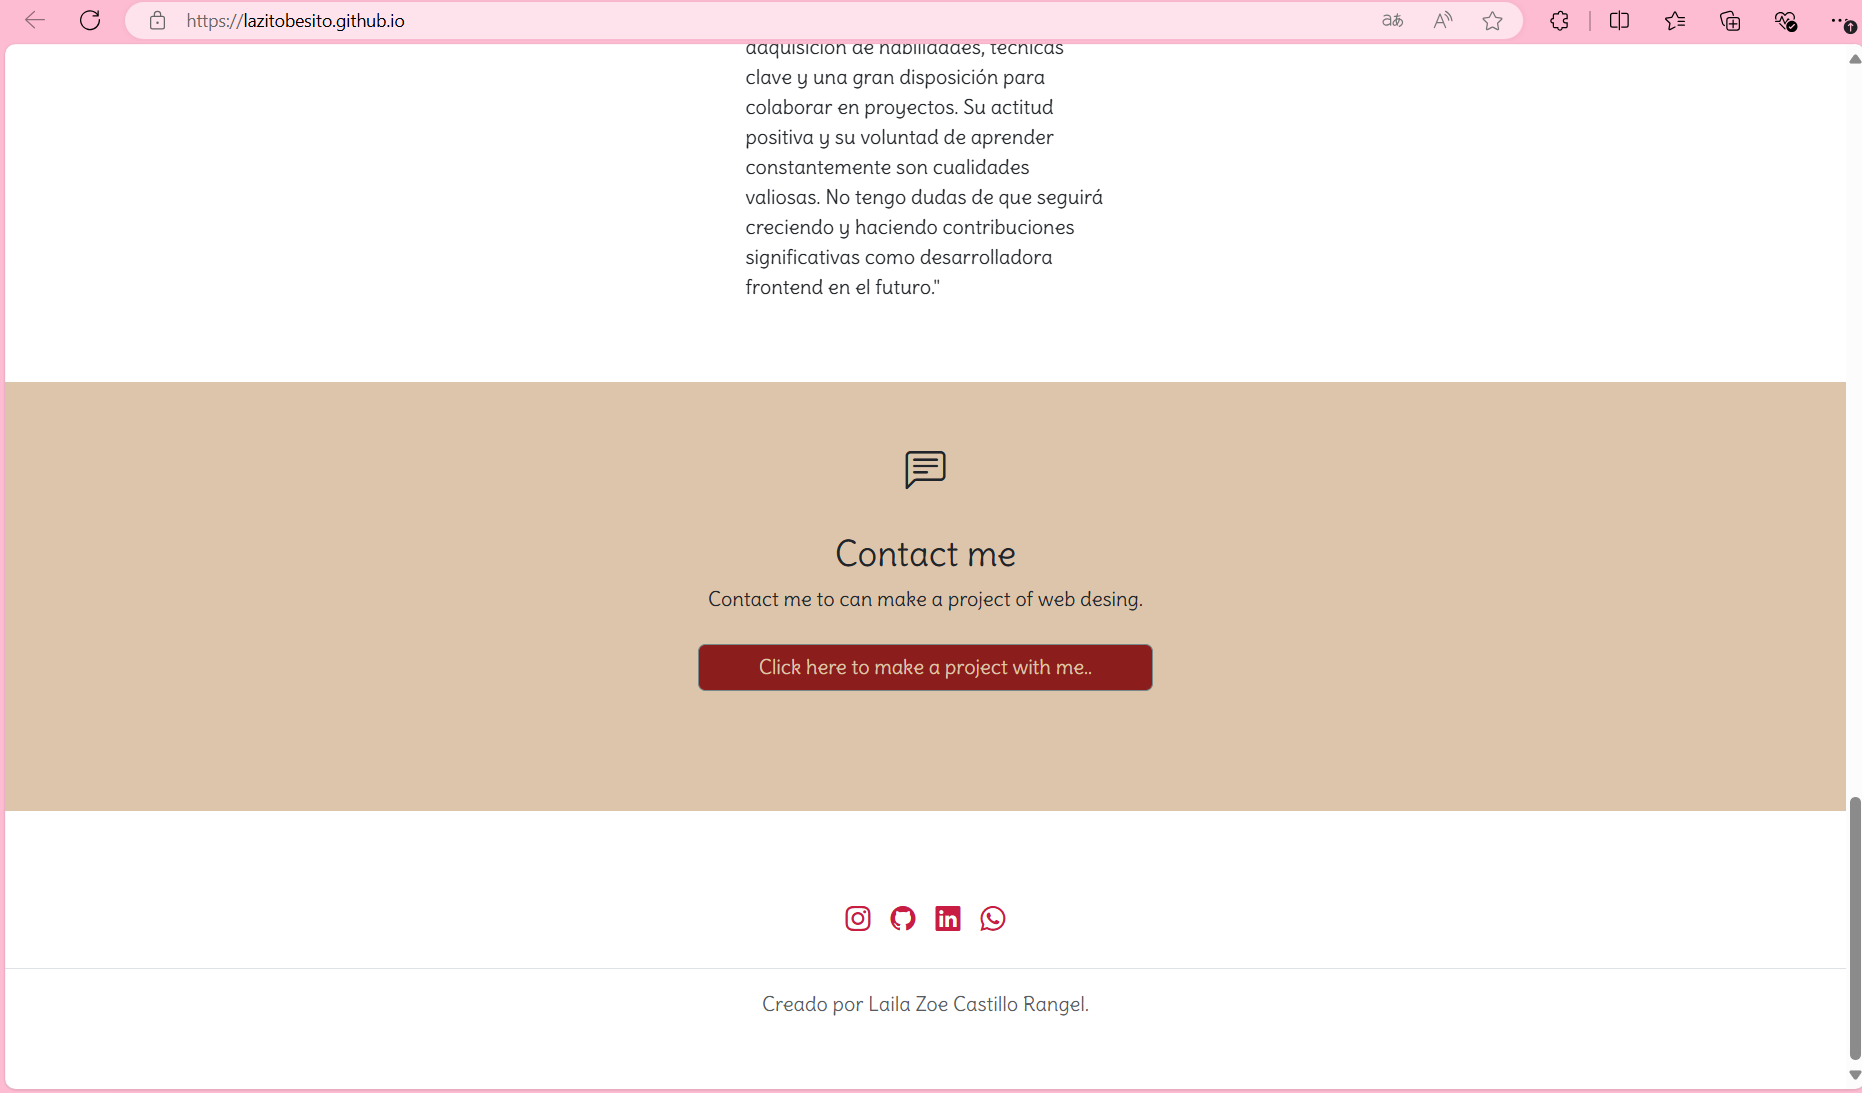 https://lazitobesito.github.io
adquisición de habilidades, técnicas
clave y una gran disposición para
colaborar en proyectos. Su actitud
positiva y su voluntad de aprender
constantemente son cualidades
valiosas. No tengo dudas de que seguirá
creciendo y haciendo contribuciones
significativas como desarrolladora
frontend en el futuro."
Contact me
Contact me to can make a project of web desing.
Click here to make a project with me..
Creado por Laila Zoe Castillo Rangel.